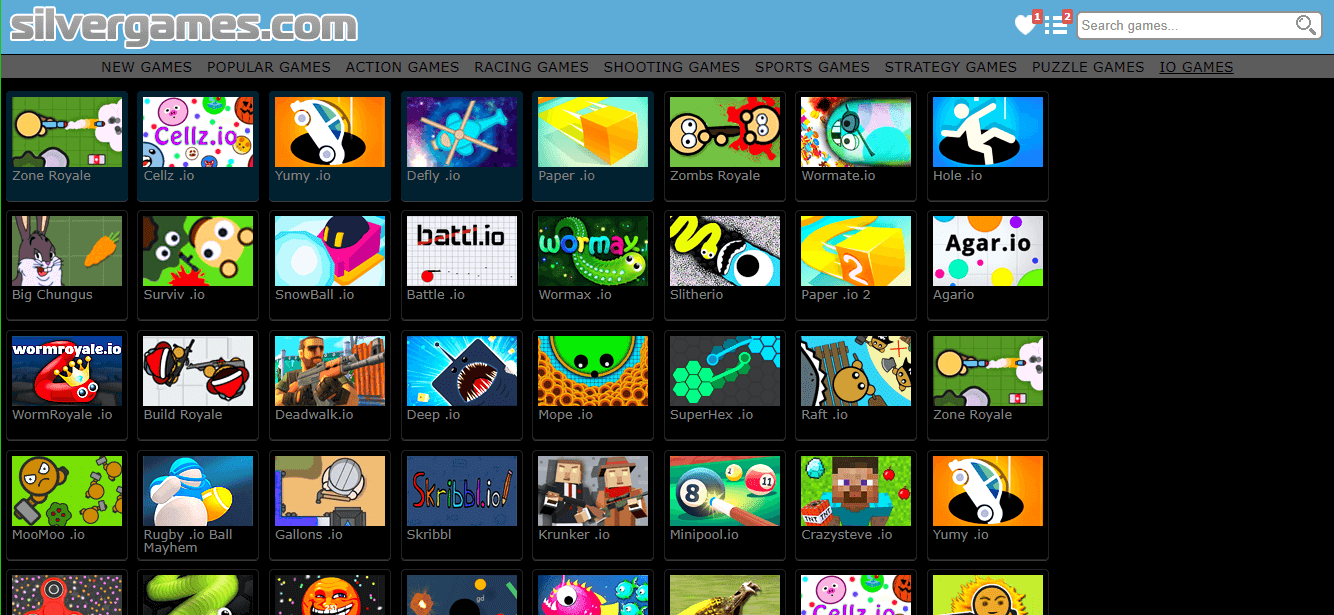 silvergames.com
1
2
Search games...
NEW GAMES POPULAR GAMES ACTION GAMES RACING GAMES SHOOTING GAMES SPORTS GAMES STRATEGY GAMES PUZZLE GAMES IO GAMES
Cellz.io
Zone Royale Cellz .io Yumy .io Defly .io Paper .io Zombs Royale Wormate.io Hole .io
battl.io wormax Agar.io
2
Big Chungus Surviv .io SnowBall .io Battle .io Wormax .io Slitherio Paper .io 2 Agario
wormroyale.io
WormRoyale .io Build Royale Deadwalk.io Deep .io Mope .io SuperHex .io Raft .io Zone Royale
Skribbl.io! 8 1 11
TNT TNT
MooMoo .io Rugby .io Ball Mayhem Gallons .io Skribbl Krunker .io Minipool.io Crazysteve .io Yumy .io
gd
Cellz.io